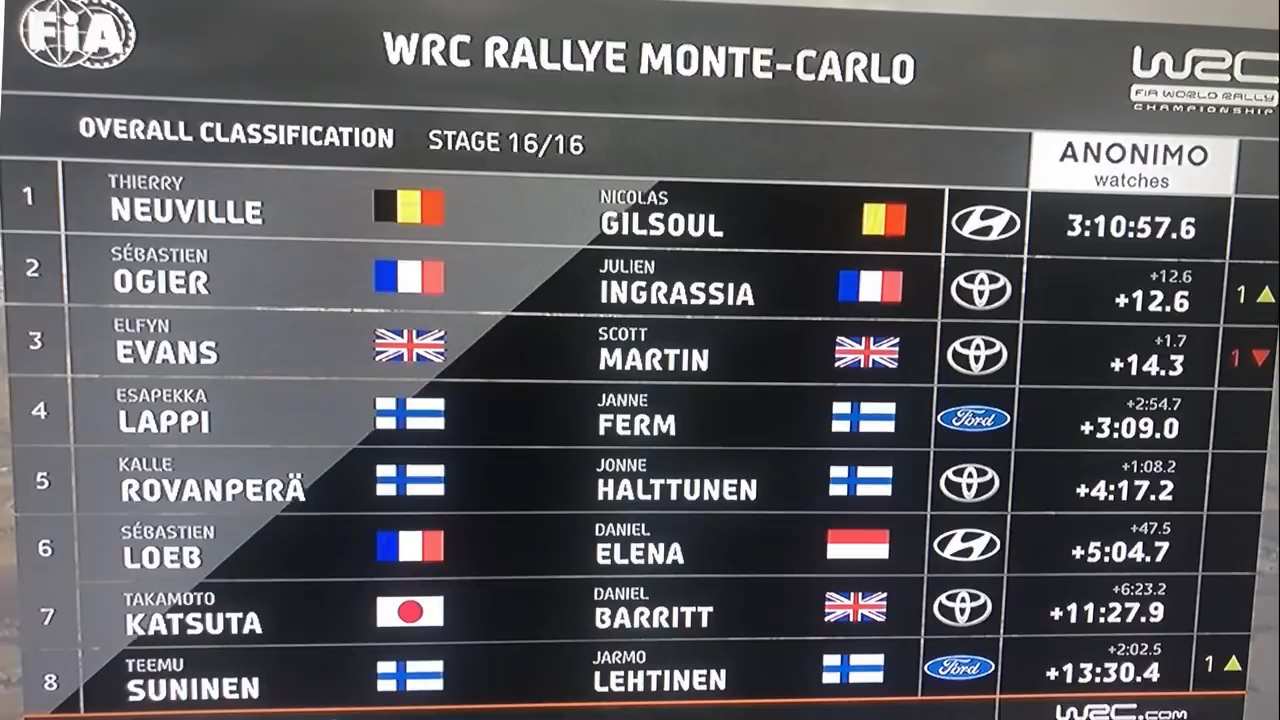 FiA
WRC RALLYE MONTE-CARLO
WRC
FIA WORLD RALLY
CHAMPIONSHIP
OVERALL CLASSIFICATION STAGE 16/16
ANONIMO
watches
1 THIERRY NEUVILLE NICOLAS GILSOUL 3:10:57.6
2 SÉBASTIEN OGIER JULIEN INGRASSIA +12.6 +12.6 1
3 ELFYN EVANS SCOTT MARTIN +1.7 +14.3 1
4 ESAPEKKA LAPPI JANNE FERM Ford +2:54.7 +3:09.0
5 KALLE ROVANPERÄ JONNE HALTTUNEN +1:08.2 +4:17.2
6 SÉBASTIEN LOEB DANIEL ELENA +47.5 +5:04.7
7 TAKAMOTO KATSUTA DANIEL BARRITT +6:23.2 +11:27.9
8 TEEMU SUNINEN JARMO LEHTINEN Ford +2:02.5 +13:30.4 1
WRC.COM